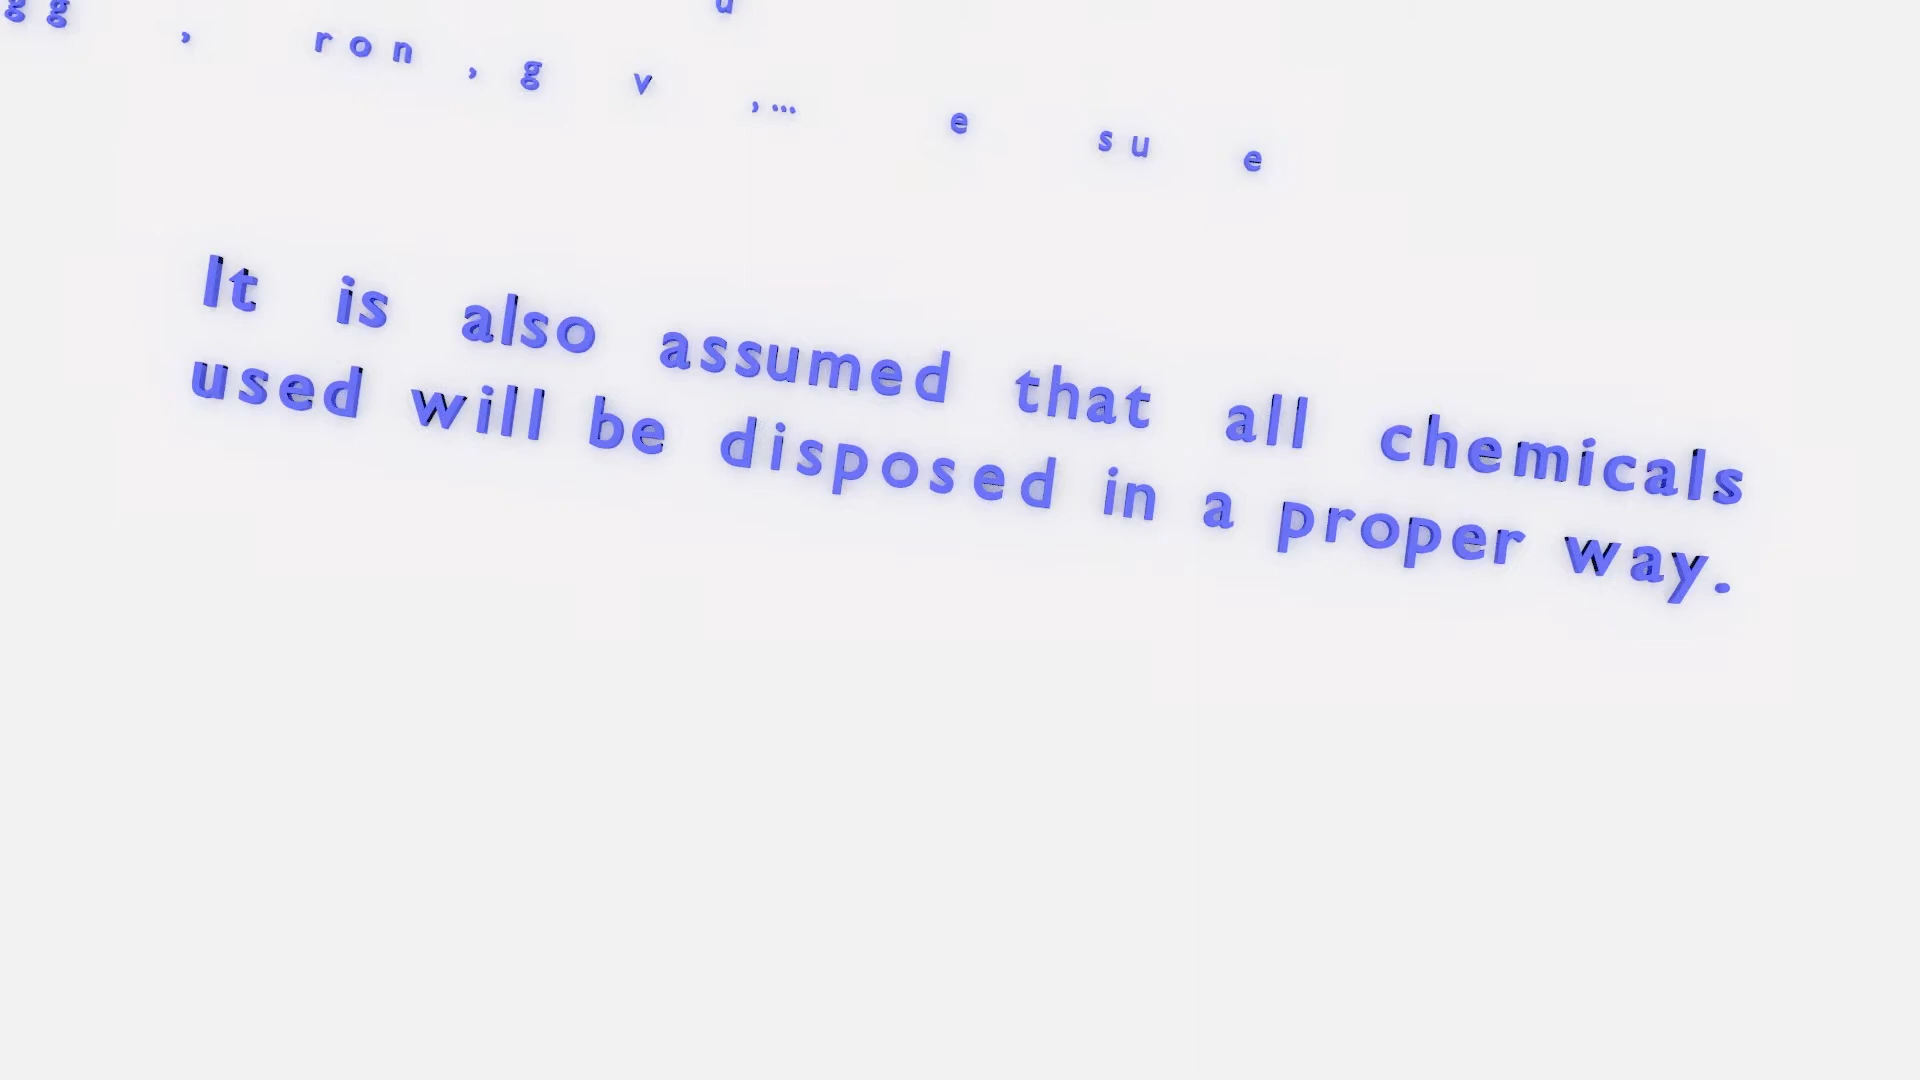 It is also assumed that all chemicals
used will be disposed in a proper way.